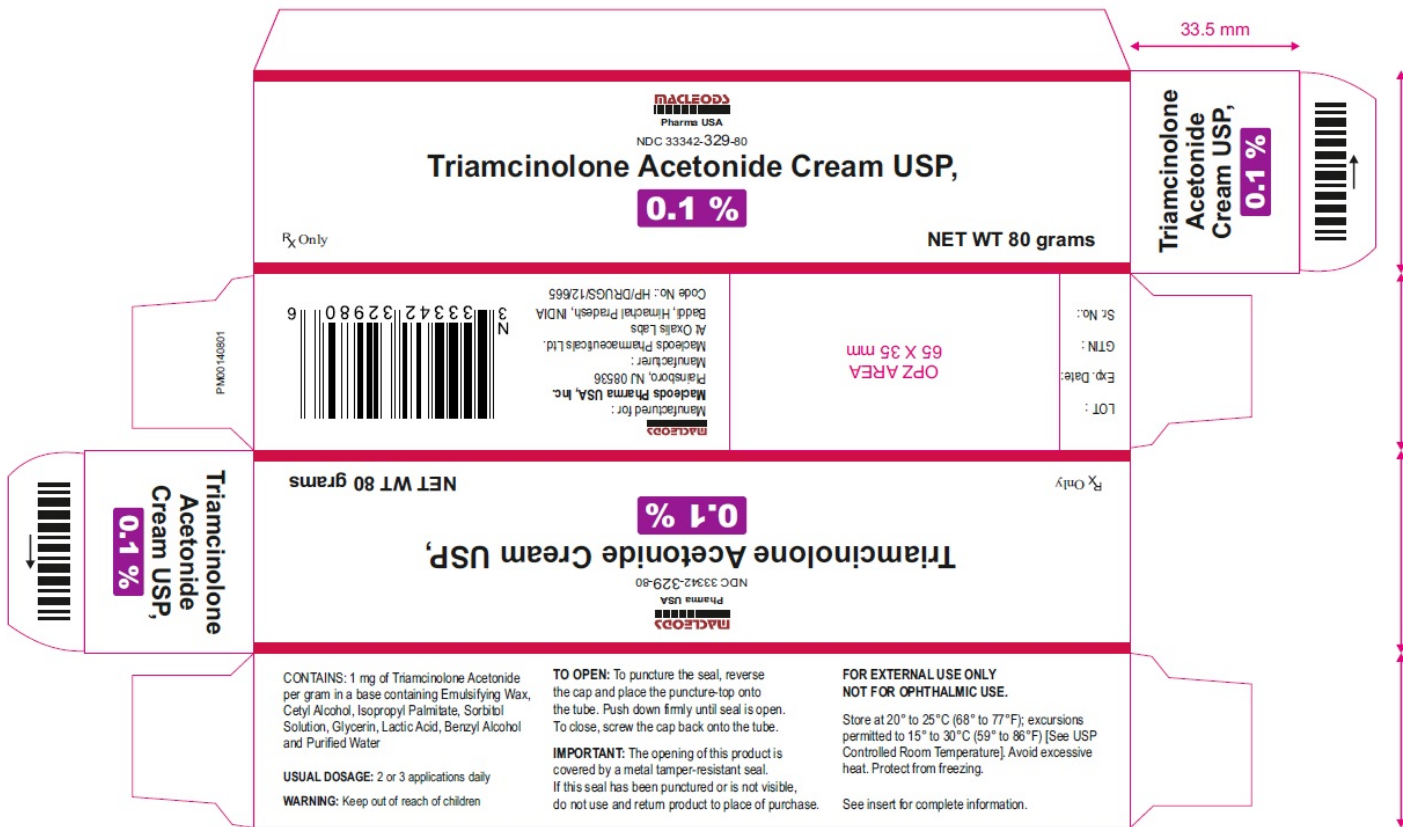 33.5 mm
MACLEODS
Pharma USA
NDC 33342-329-80
Triamcinolone Acetonide Cream USP,
0.1 %
Rx Only
NET WT 80 grams
Triamcinolone
Acetonide
Cream USP,
0.1 %
PM00140801
N
3 33342 32980 6
MACLEODS
Manufactured for :
Macleods Pharma USA, Inc.
Plainsboro, NJ 08536
Manufacturer :
Macleods Pharmaceuticals Ltd.
At Oxalis Labs
Baddi, Himachal Pradesh, INDIA
Code No.: HP/DRUGS/12/665
OPZ AREA
65 X 35 mm
LOT :
Exp. Date:
GTIN :
Sr. No.:
Triamcinolone
Acetonide
Cream USP,
0.1 %
MACLEODS
Pharma USA
NDC 33342-329-80
Triamcinolone Acetonide Cream USP,
0.1 %
Rx Only
NET WT 80 grams
CONTAINS: 1 mg of Triamcinolone Acetonide
per gram in a base containing Emulsifying Wax,
Cetyl Alcohol, Isopropyl Palmitate, Sorbitol
Solution, Glycerin, Lactic Acid, Benzyl Alcohol
and Purified Water
USUAL DOSAGE: 2 or 3 applications daily
WARNING: Keep out of reach of children
TO OPEN: To puncture the seal, reverse
the cap and place the puncture-top onto
the tube. Push down firmly until seal is open.
To close, screw the cap back onto the tube.
IMPORTANT: The opening of this product is
covered by a metal tamper-resistant seal.
If this seal has been punctured or is not visible,
do not use and return product to place of purchase.
FOR EXTERNAL USE ONLY
NOT FOR OPHTHALMIC USE.
Store at 20° to 25°C (68° to 77°F); excursions
permitted to 15° to 30°C (59° to 86°F) [See USP
Controlled Room Temperature]. Avoid excessive
heat. Protect from freezing.
See insert for complete information.